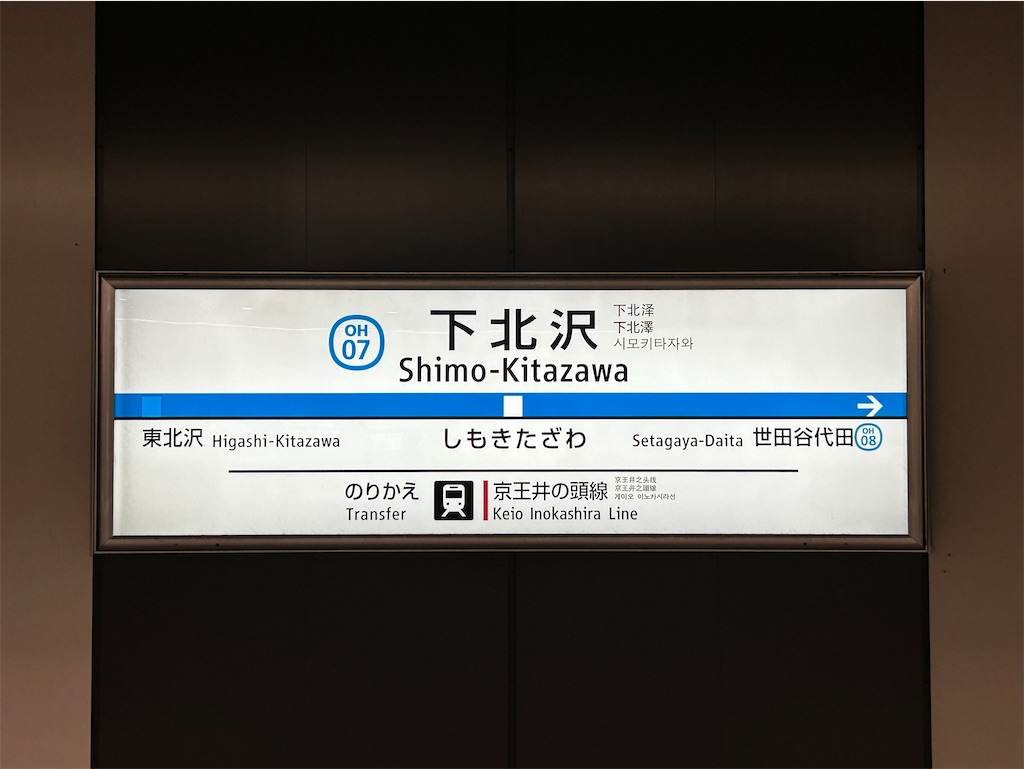 OH
07
下北沢
下北泽
下北澤
시모키타자와
Shimo-Kitazawa
東北沢 Higashi-Kitazawa
しもきたざわ
Setagaya-Daita 世田谷代田 OH 08
のりかえ
Transfer
京王井の頭線
京王井之头线
京王井之頭線
게이오 이노카시라선
Keio Inokashira Line